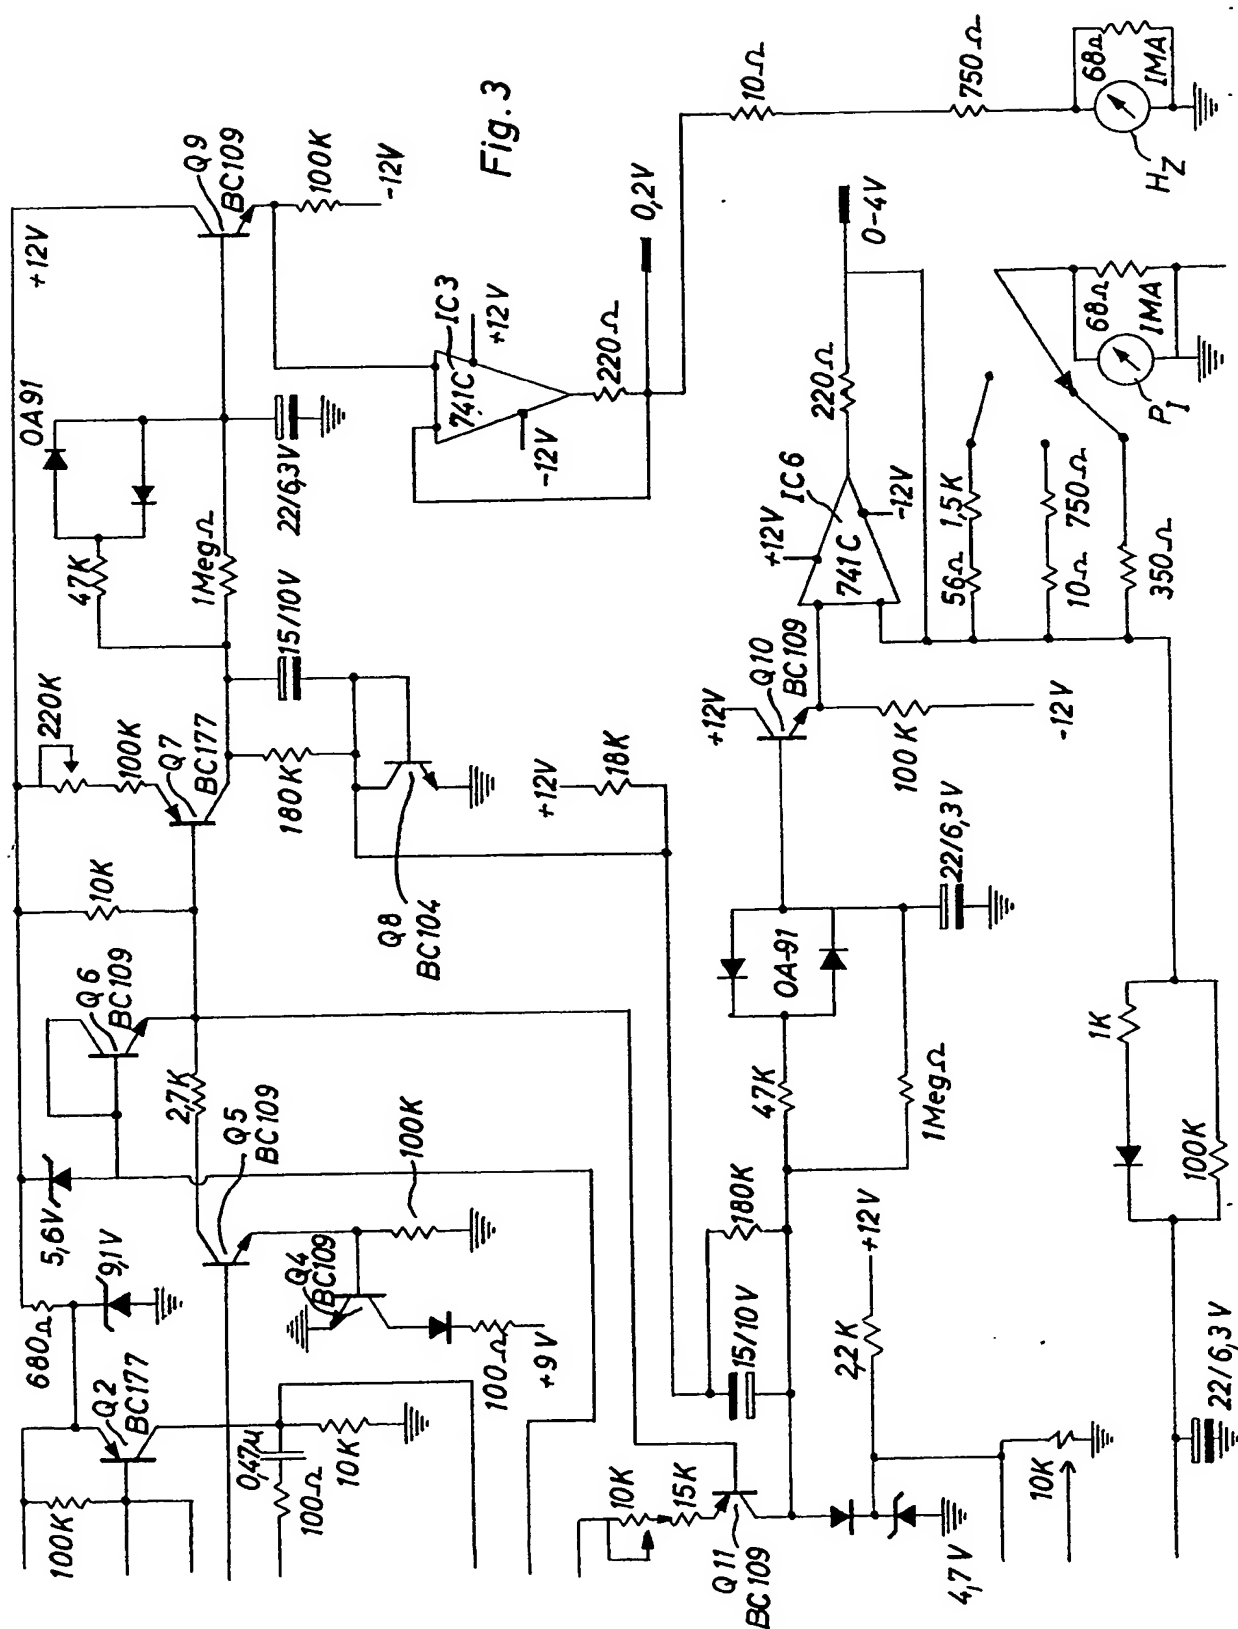 Fig. 3
100K
Q2
BC177
680Ω
9,1V
5,6V
0,47µ
100Ω
10K
Q4
BC109
100Ω
+9V
Q5
BC109
100K
2,7K
Q6
BC109
10K
220K
100K
Q7
BC177
180K
15/10V
Q8
BC104
47K
OA91
1MegΩ
22/6,3V
+12V
Q9
BC109
100K
-12V
IC3
741C
+12V
-12V
220Ω
0,2V
10Ω
750Ω
68Ω
1MA
HZ
+12V
18K
10K
15K
Q11
BC109
4,7V
15/10V
180K
2,2K
+12V
47K
OA-91
1MegΩ
22/6,3V
+12V
Q10
BC109
100K
-12V
+12V
IC6
741C
-12V
220Ω
0-4V
56Ω
1,5K
10Ω
750Ω
350Ω
68Ω
1MA
PI
10K
22/6,3V
1K
100K